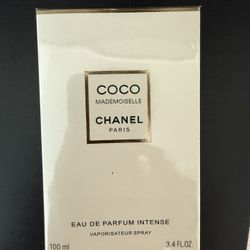 COCO
MADEMOISELLE
CHANEL
PARIS
EAU DE PARFUM INTENSE
VAPORISATEUR SPRAY
100 ml 3.4 FL.OZ.